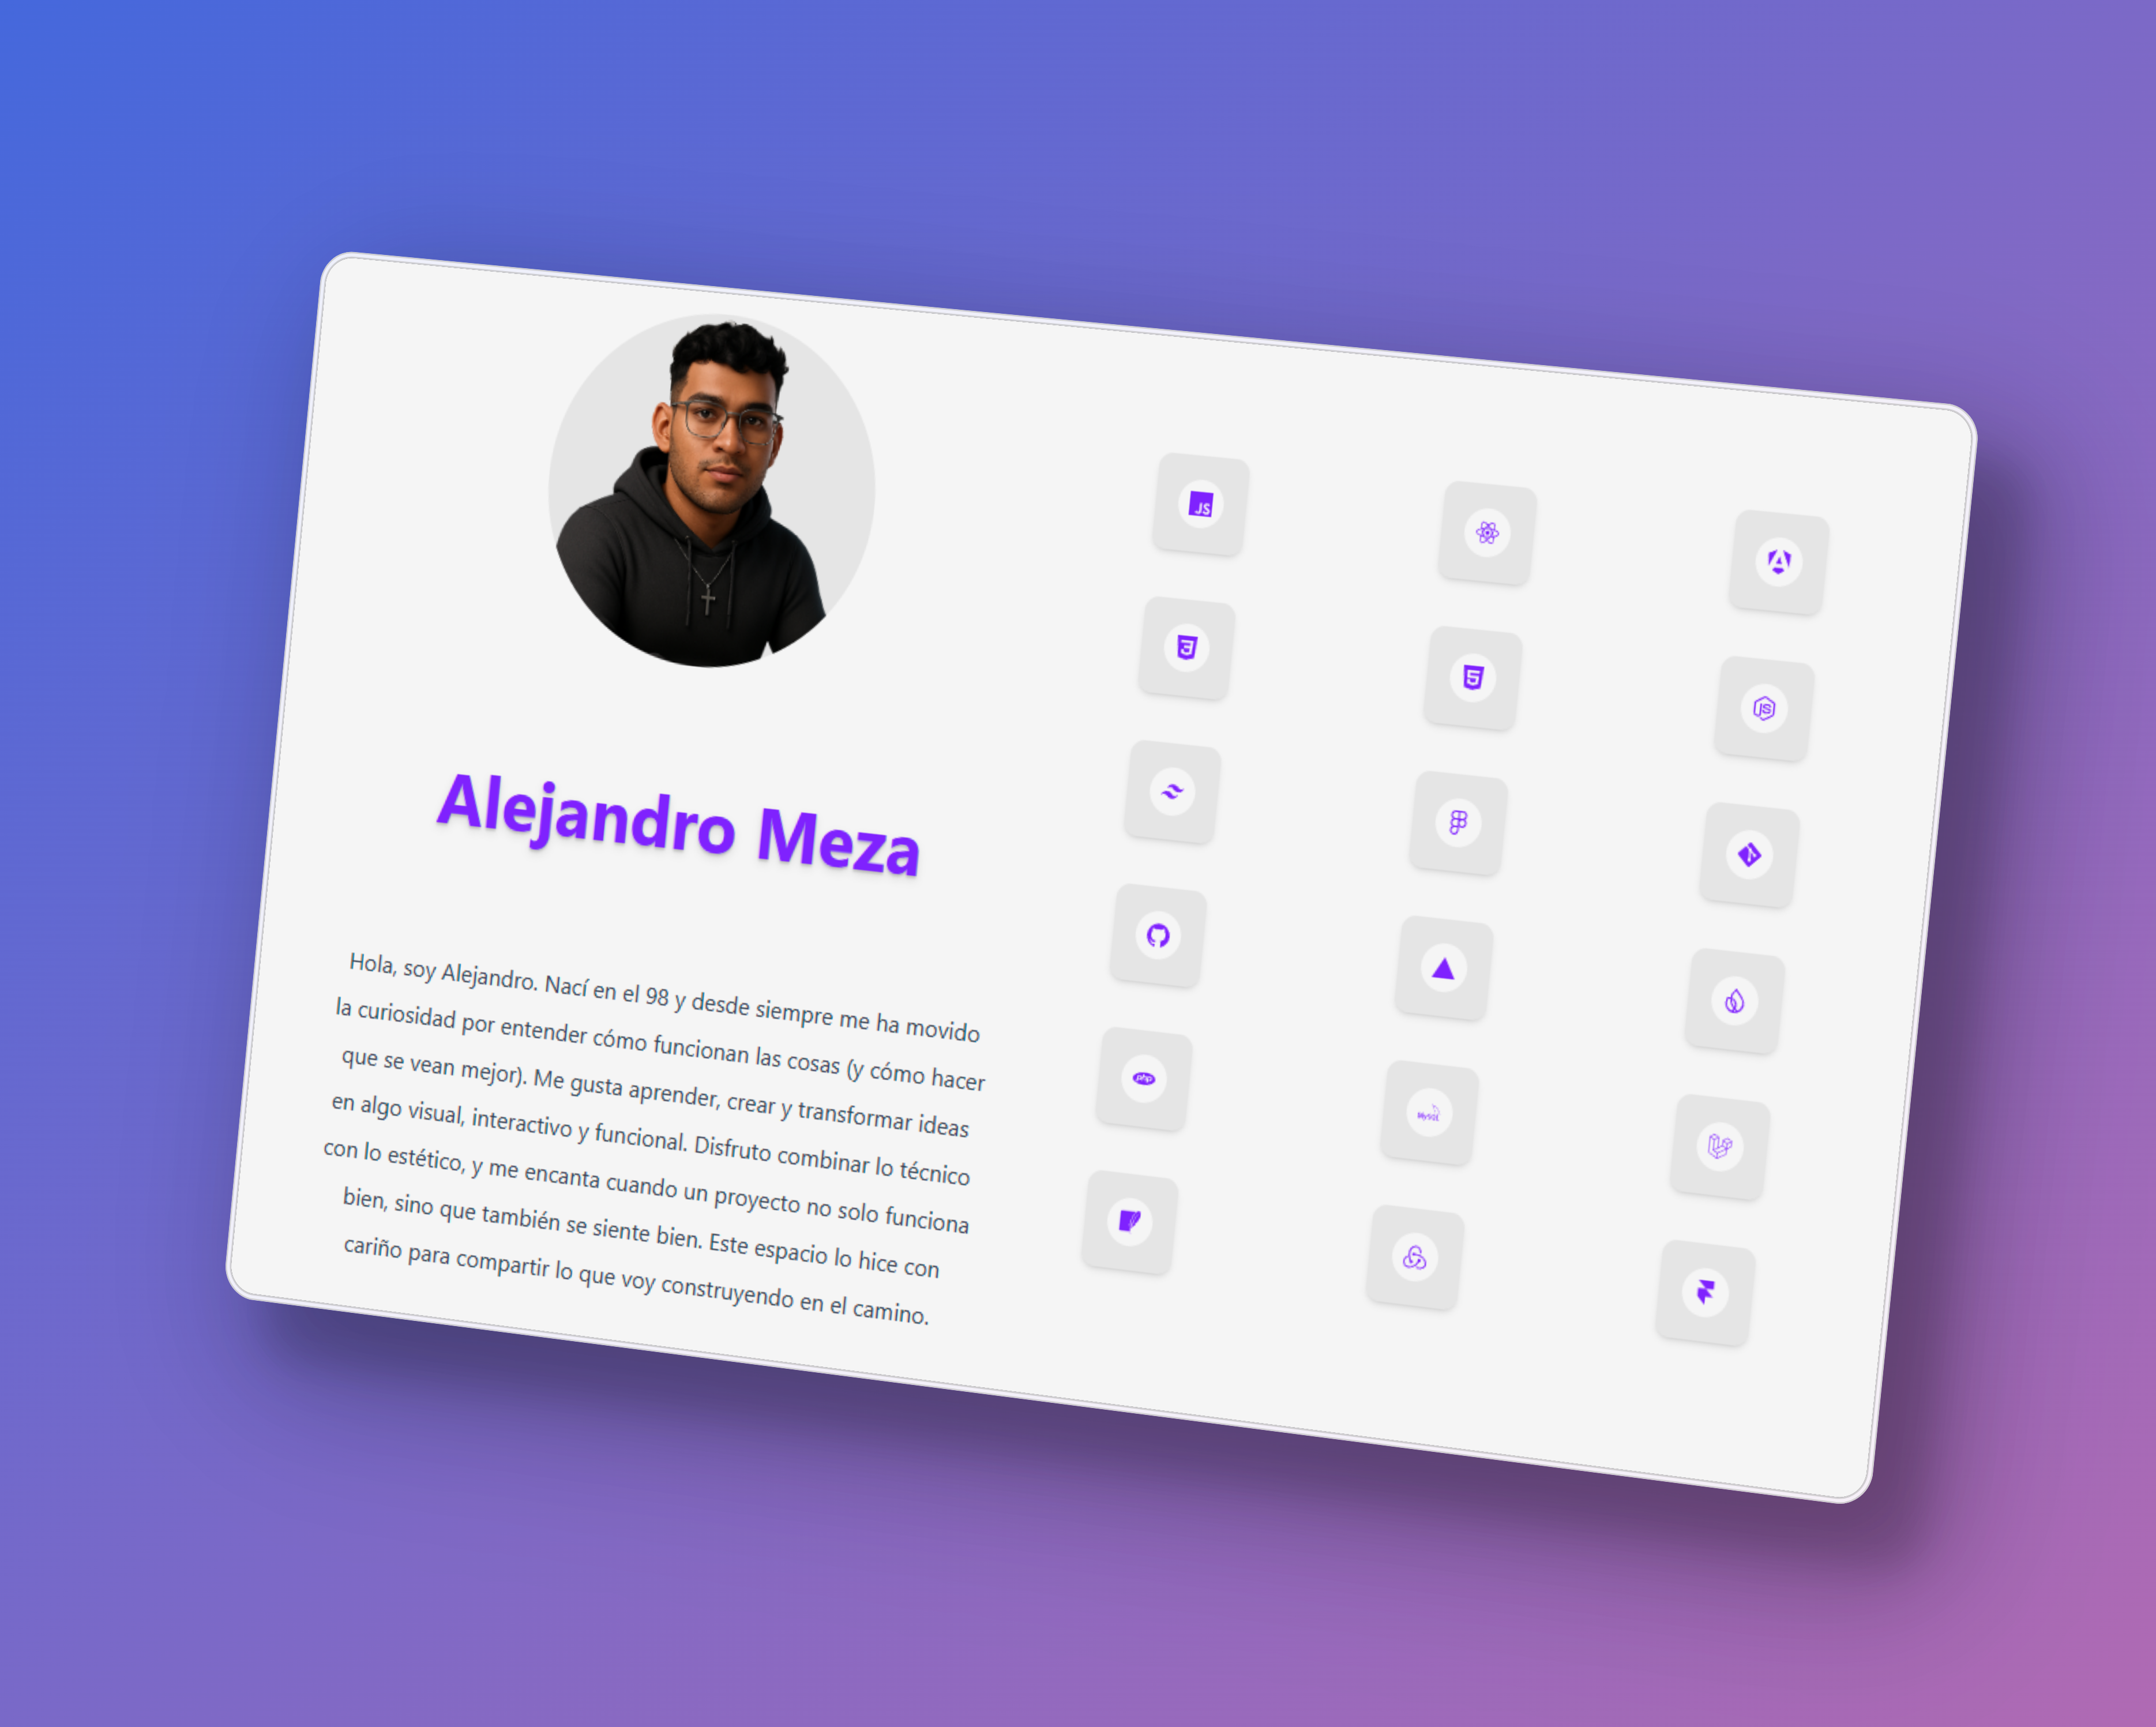 Alejandro Meza
Hola, soy Alejandro. Nací en el 98 y desde siempre me ha movido
la curiosidad por entender cómo funcionan las cosas (y cómo hacer
que se vean mejor). Me gusta aprender, crear y transformar ideas
en algo visual, interactivo y funcional. Disfruto combinar lo técnico
con lo estético, y me encanta cuando un proyecto no solo funciona
bien, sino que también se siente bien. Este espacio lo hice con
cariño para compartir lo que voy construyendo en el camino.
JS
3
5
JS
php
MySQL